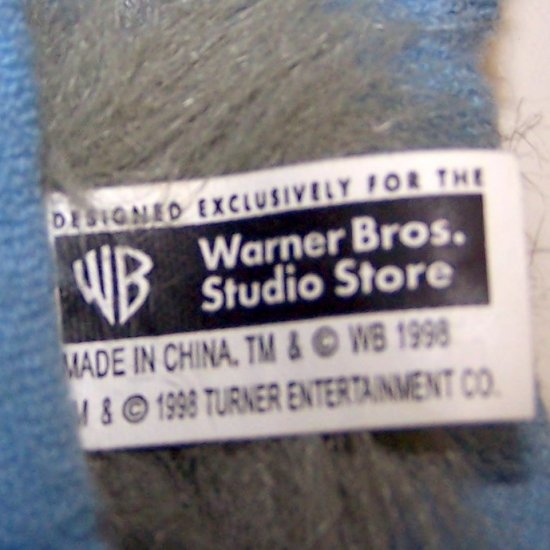 DESIGNED EXCLUSIVELY FOR THE
WB
Warner Bros.
Studio Store
MADE IN CHINA. TM & © WB 1998
& © 1998 TURNER ENTERTAINMENT CO.